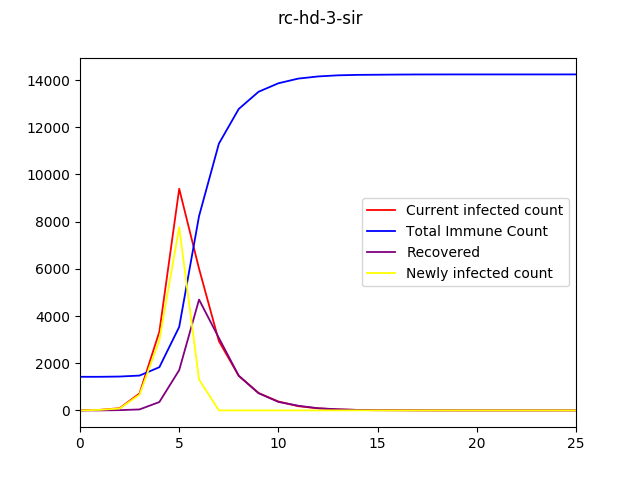 rc-hd-3-sir
14000
12000
10000
8000
6000
4000
2000
0
Current infected count
Total Immune Count
Recovered
Newly infected count
0 5 10 15 20 25